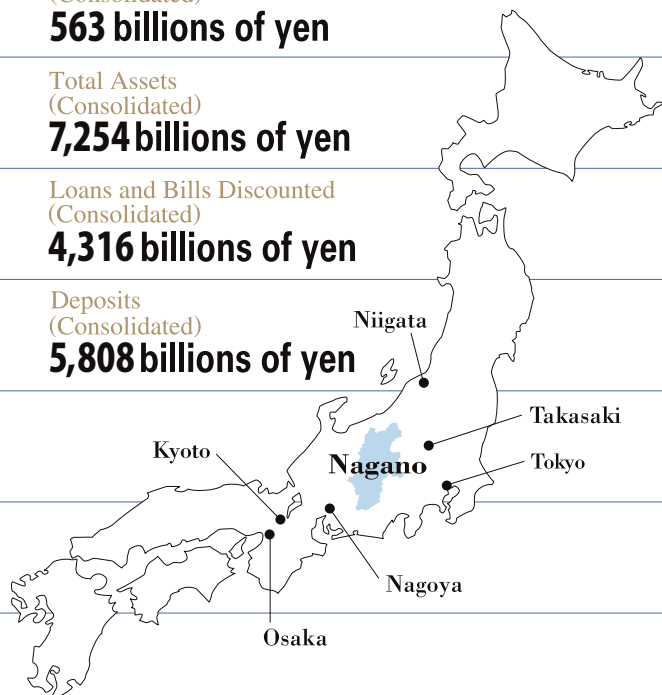 (Consolidated)
563 billions of yen
Total Assets
(Consolidated)
7,254 billions of yen
Loans and Bills Discounted
(Consolidated)
4,316 billions of yen
Deposits
(Consolidated)
5,808 billions of yen
Niigata
Takasaki
Kyoto
Nagano
Tokyo
Nagoya
Osaka